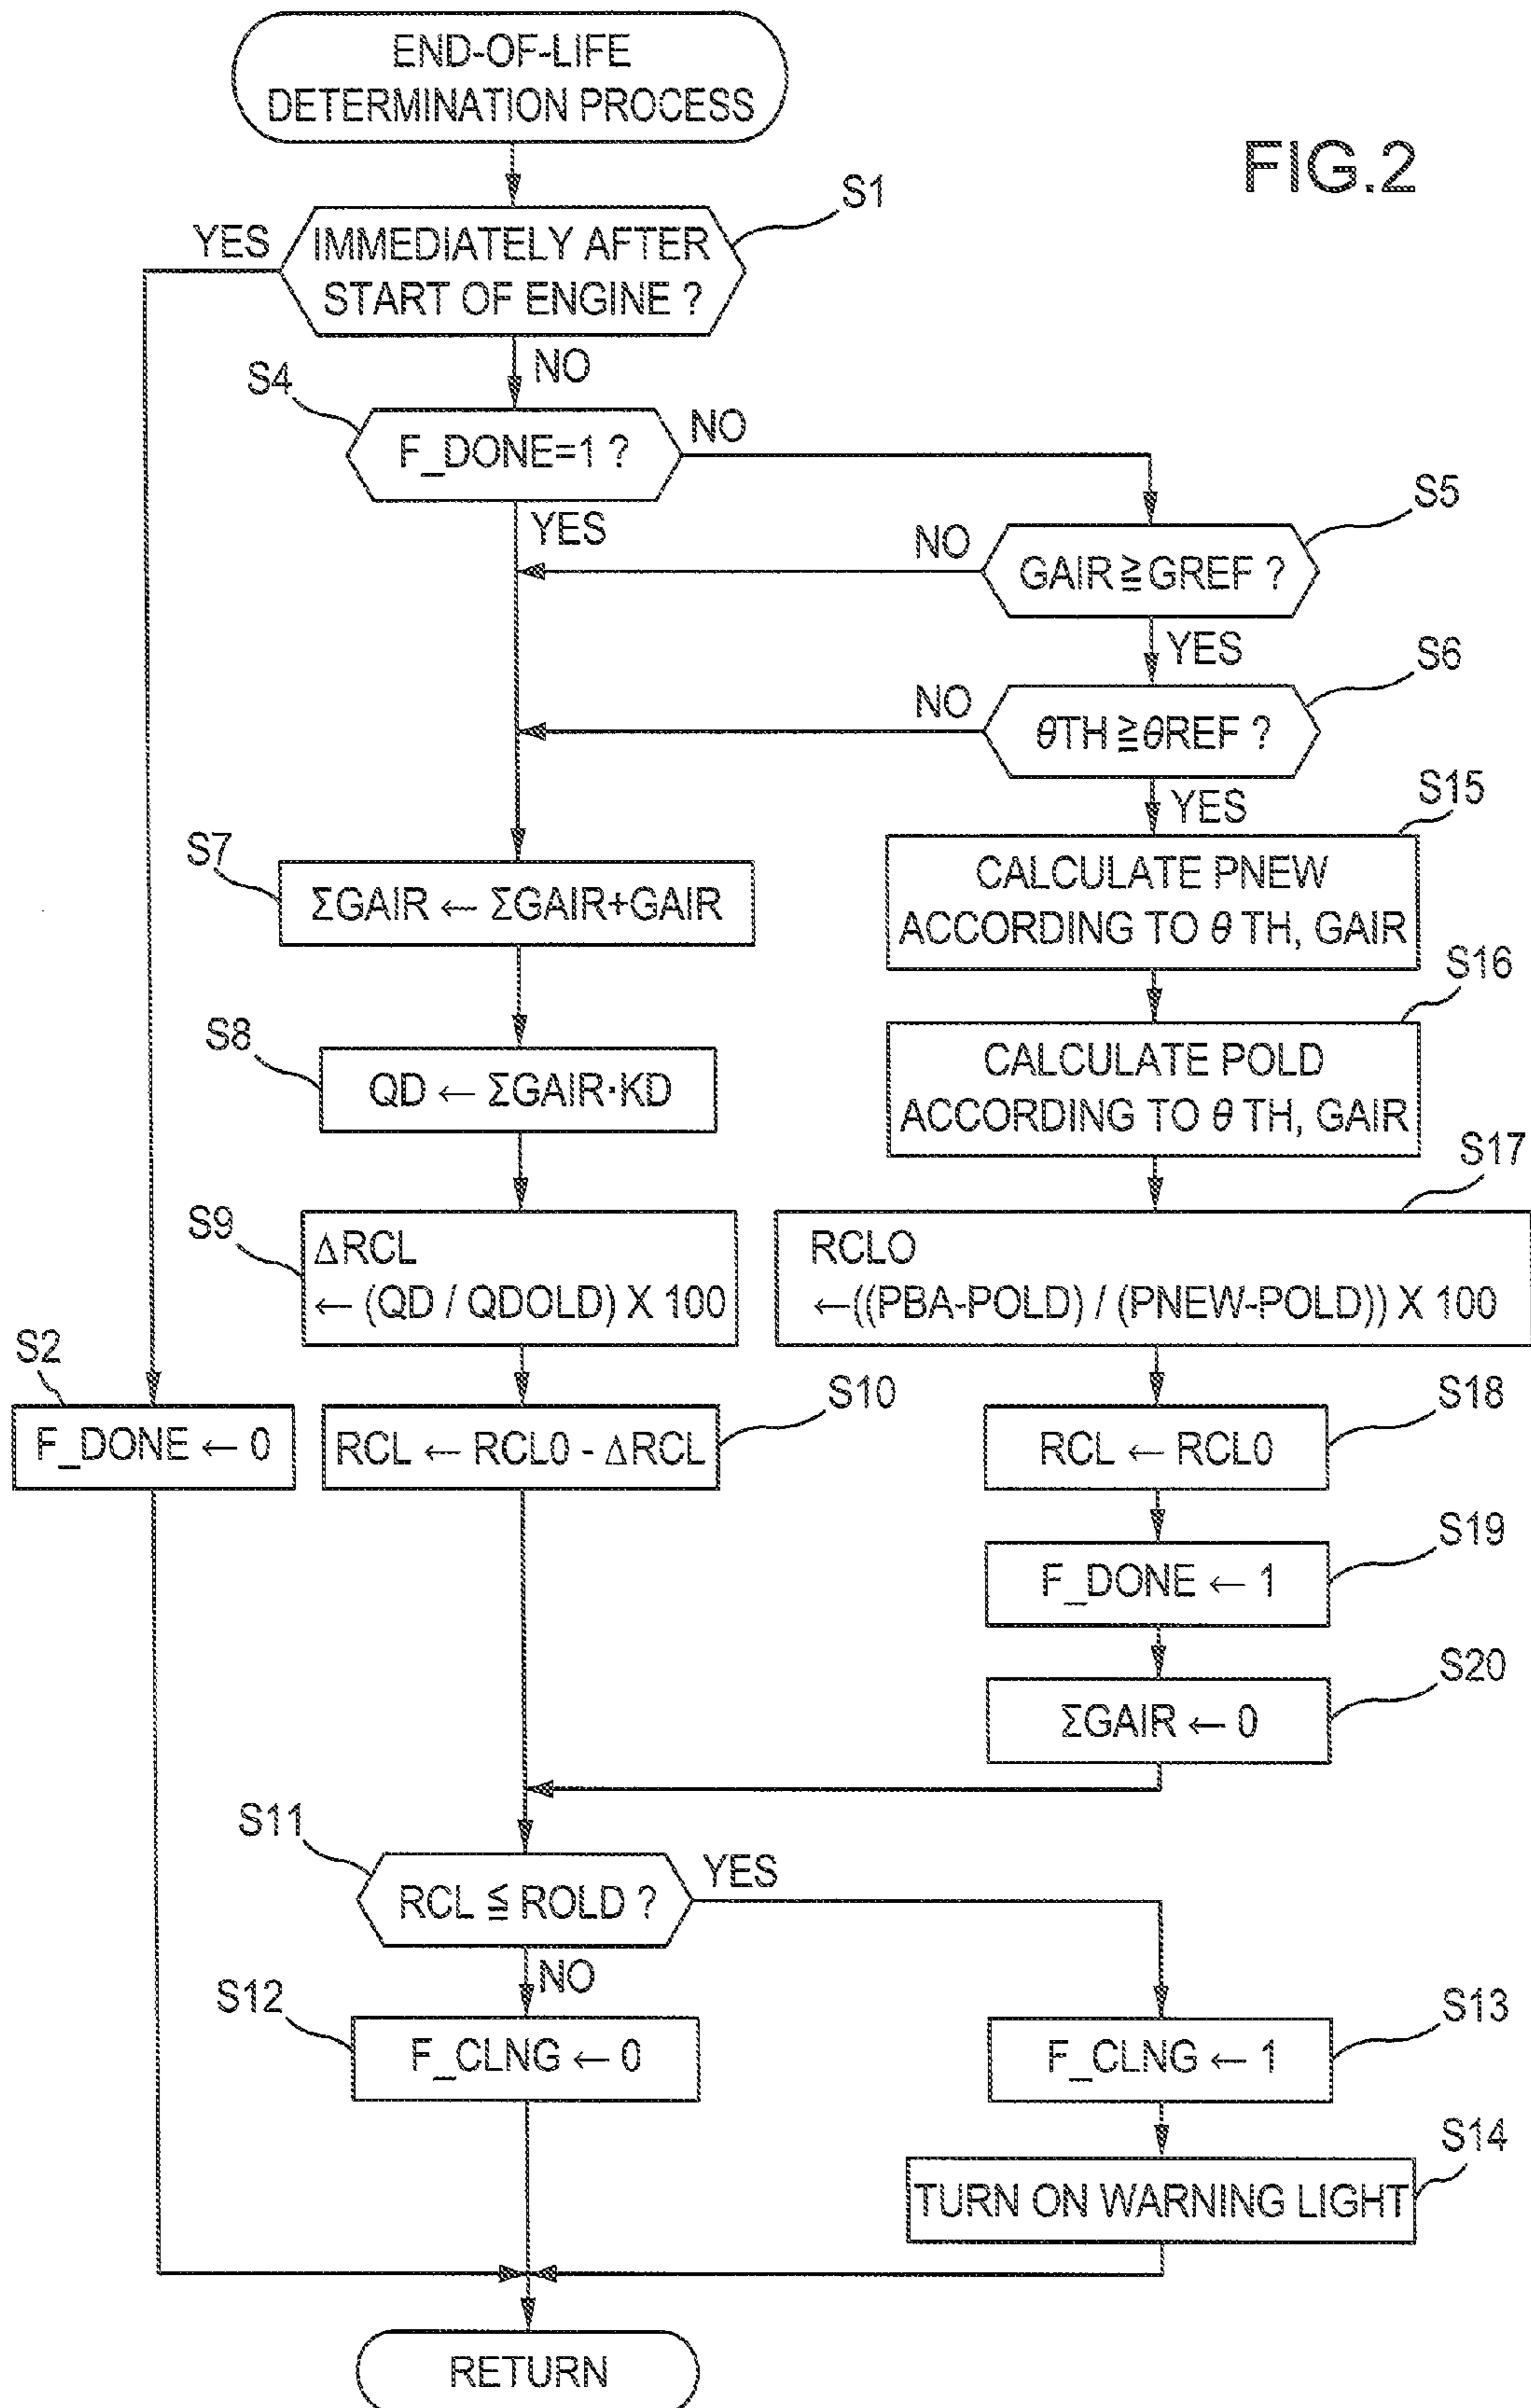 END-OF-LIFE
DETERMINATION PROCESS
FIG.2
S1
YES
IMMEDIATELY AFTER
START OF ENGINE ?
NO
S4
F_DONE=1 ?
NO
YES
S5
NO
GAIR ≧ GREF ?
YES
S6
NO
θTH ≧ θREF ?
YES
S15
CALCULATE PNEW
ACCORDING TO θ TH, GAIR
S7
ΣGAIR ← ΣGAIR+GAIR
S16
CALCULATE POLD
ACCORDING TO θ TH, GAIR
S8
QD ← ΣGAIR·KD
S17
RCLO
←((PBA-POLD) / (PNEW-POLD)) X 100
S9
ΔRCL
← (QD / QDOLD) X 100
S2
F_DONE ← 0
S10
RCL ← RCL0 - ΔRCL
S18
RCL ← RCL0
S19
F_DONE ← 1
S20
ΣGAIR ← 0
S11
RCL ≦ ROLD ?
YES
NO
S12
F_CLNG ← 0
S13
F_CLNG ← 1
S14
TURN ON WARNING LIGHT
RETURN